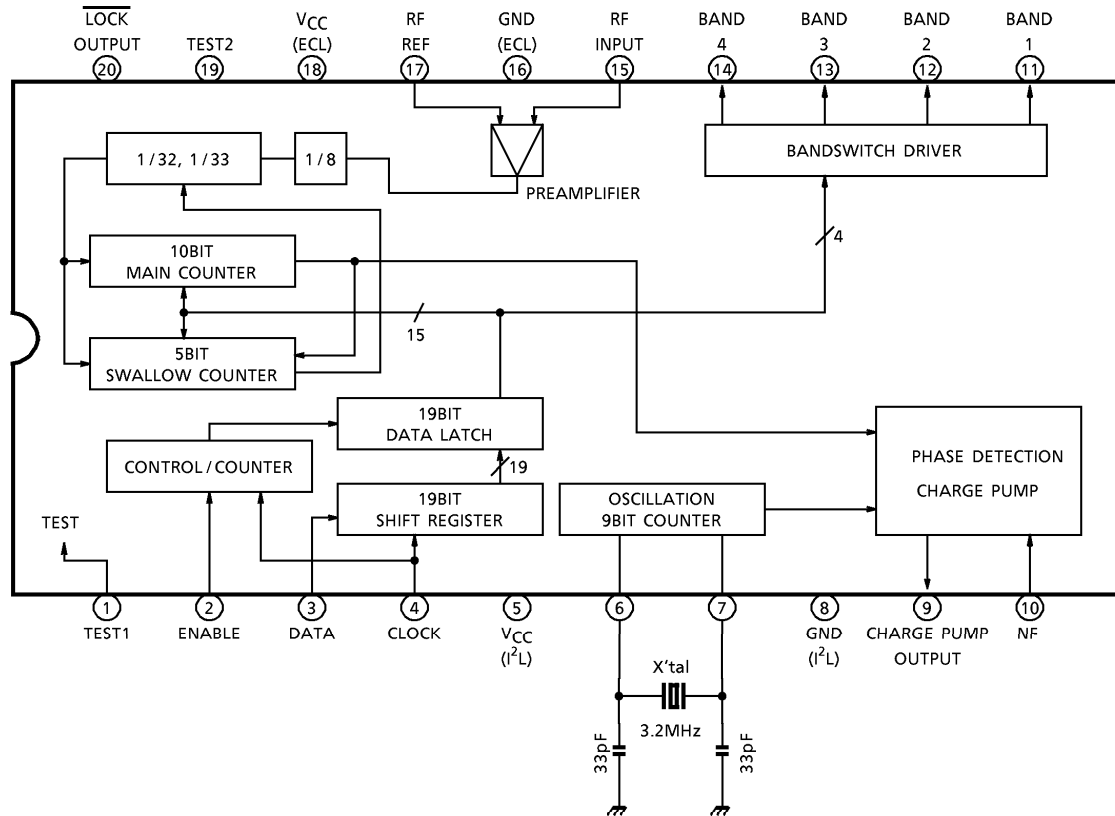 LOCK
OUTPUT
20
TEST2
19
VCC
(ECL)
18
RF
REF
17
GND
(ECL)
16
RF
INPUT
15
BAND
4
14
BAND
3
13
BAND
2
12
BAND
1
11
1/32, 1/33
1/8
PREAMPLIFIER
BANDSWITCH DRIVER
4
10BIT
MAIN COUNTER
15
5BIT
SWALLOW COUNTER
19BIT
DATA LATCH
CONTROL/COUNTER
19
19BIT
SHIFT REGISTER
OSCILLATION
9BIT COUNTER
PHASE DETECTION
CHARGE PUMP
TEST
1
TEST1
2
ENABLE
3
DATA
4
CLOCK
5
VCC
(I²L)
6
7
8
GND
(I²L)
9
CHARGE PUMP
OUTPUT
10
NF
X'tal
3.2MHz
33pF
33pF